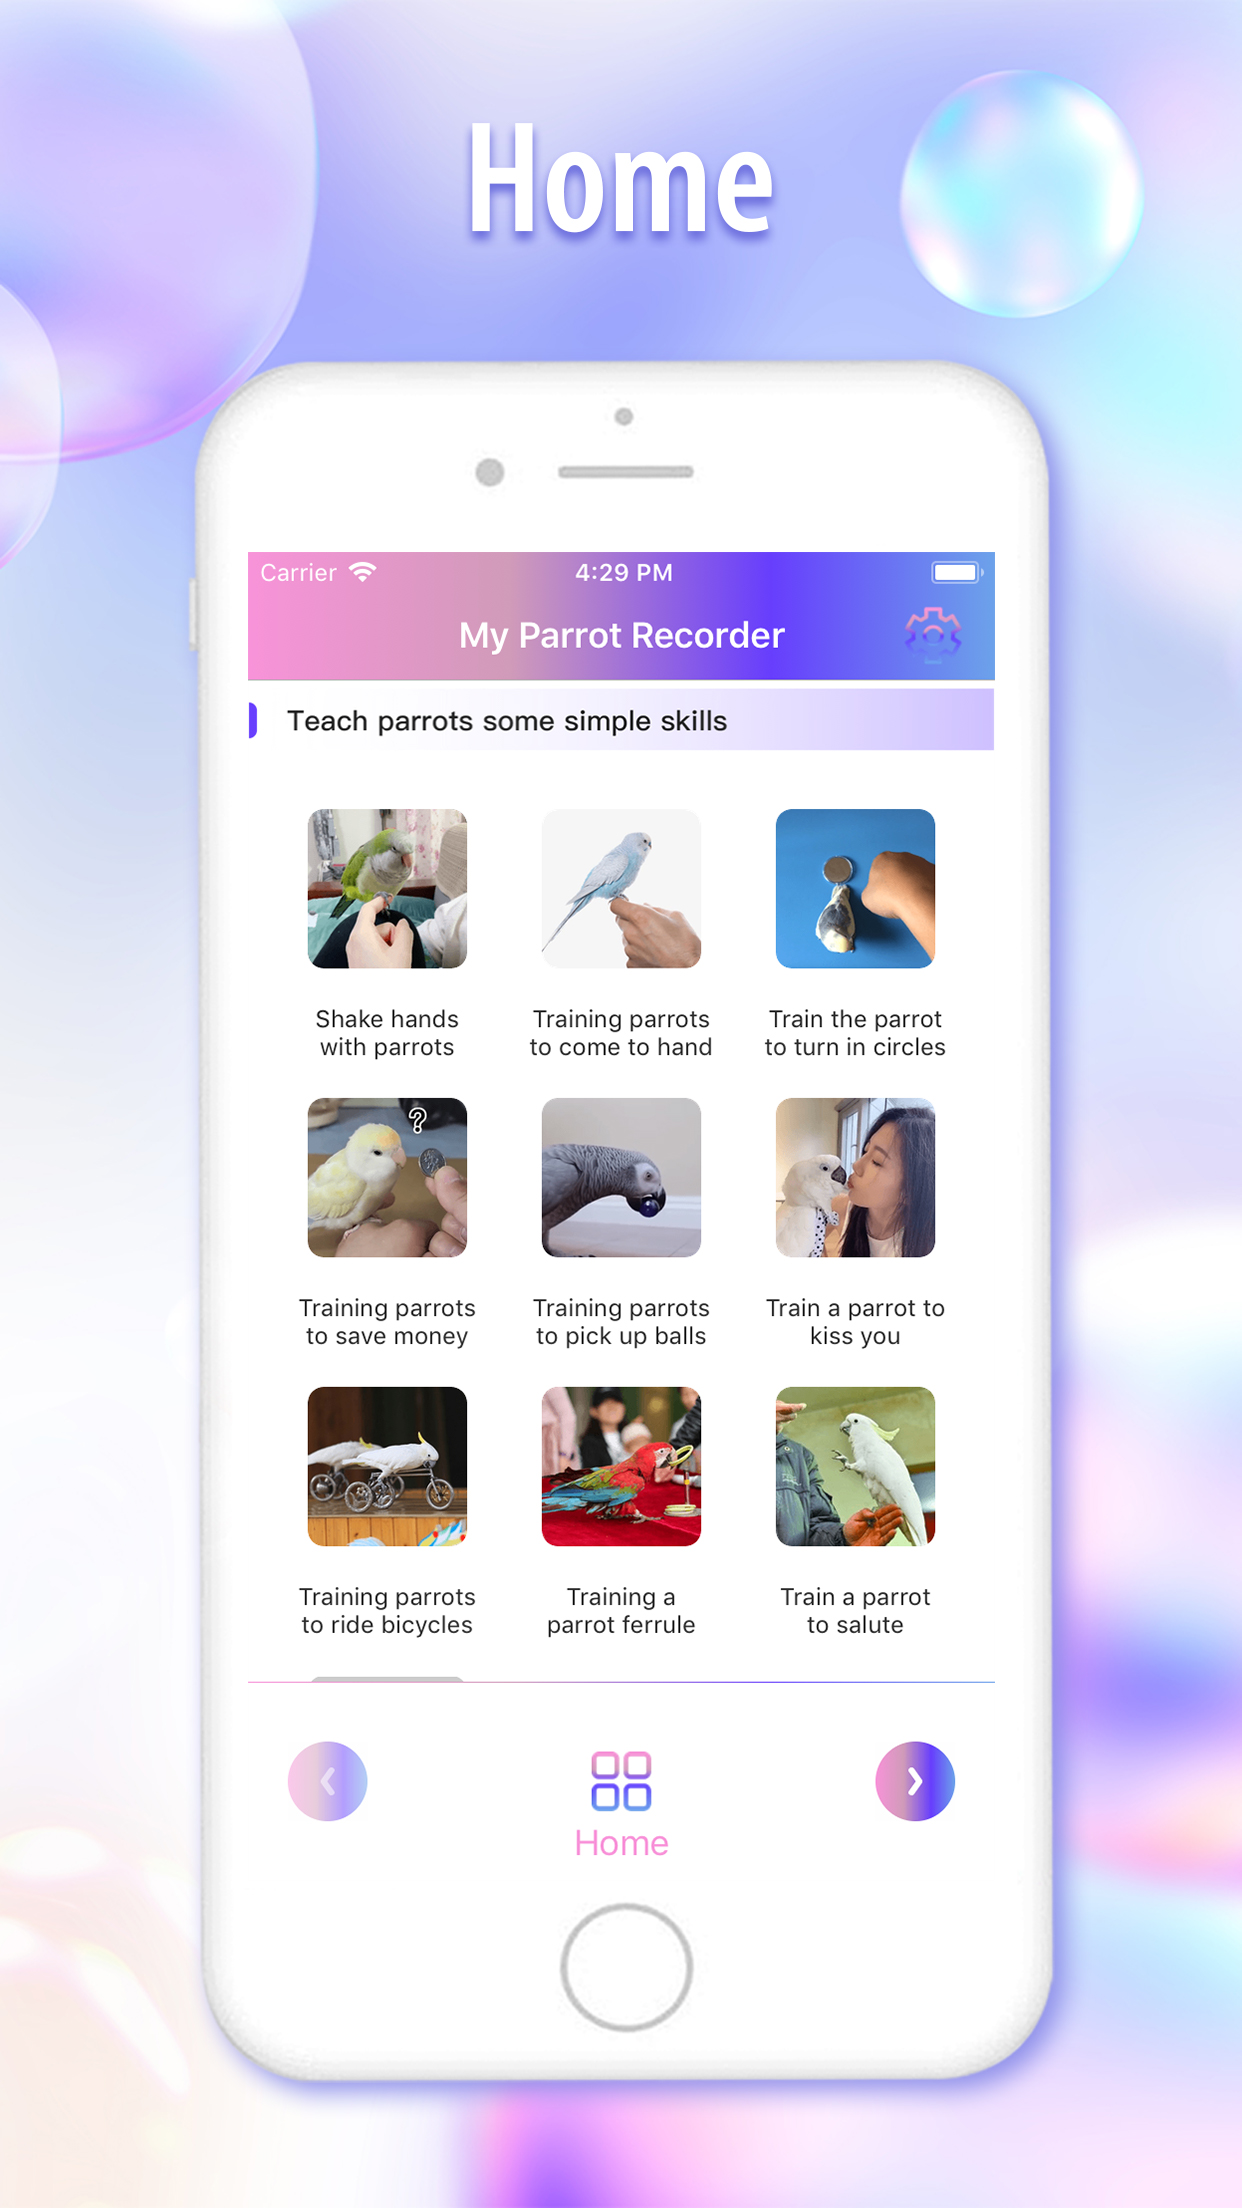 Home
Carrier
4:29 PM
My Parrot Recorder
Teach parrots some simple skills
Shake hands
with parrots
Training parrots
to come to hand
Train the parrot
to turn in circles
?
Training parrots
to save money
Training parrots
to pick up balls
Train a parrot to
kiss you
Training parrots
to ride bicycles
Training a
parrot ferrule
Train a parrot
to salute
Home